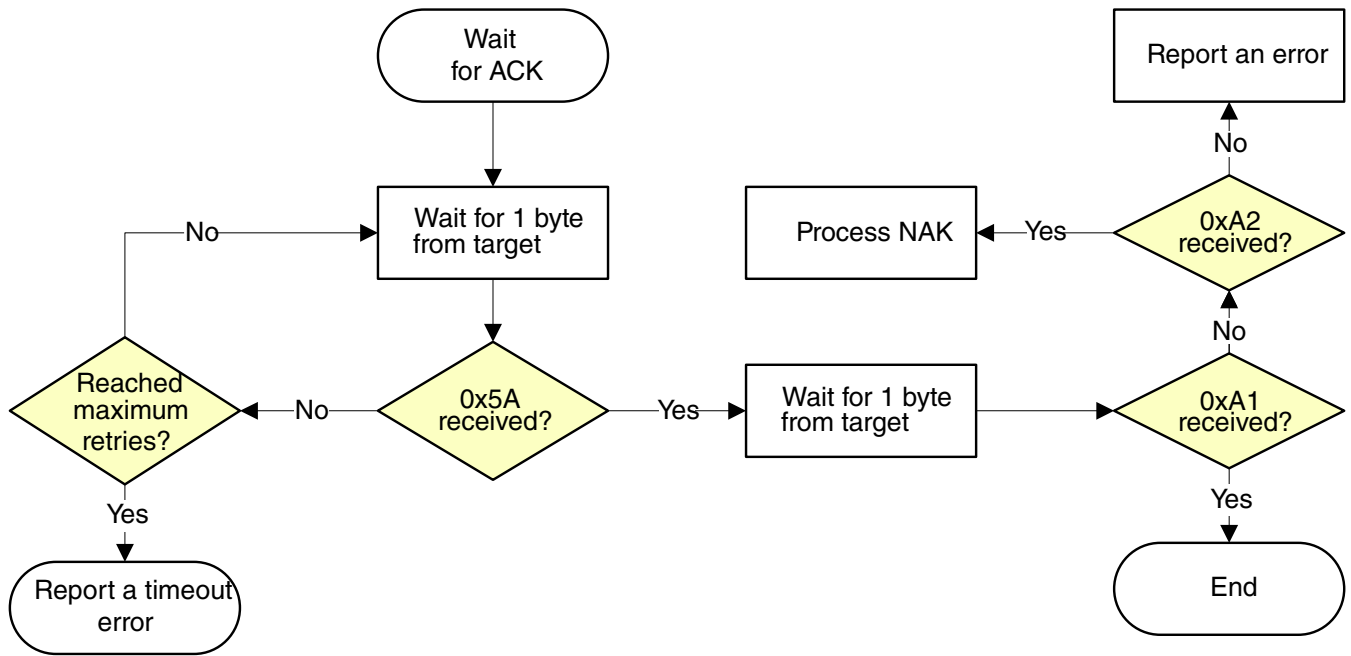 Wait
for ACK
Report an error
No
Wait for 1 byte
from target
No
Process NAK
Yes
0xA2
received?
No
Reached
maximum
retries?
No
0x5A
received?
Yes
Wait for 1 byte
from target
0xA1
received?
Yes
Yes
Report a timeout
error
End